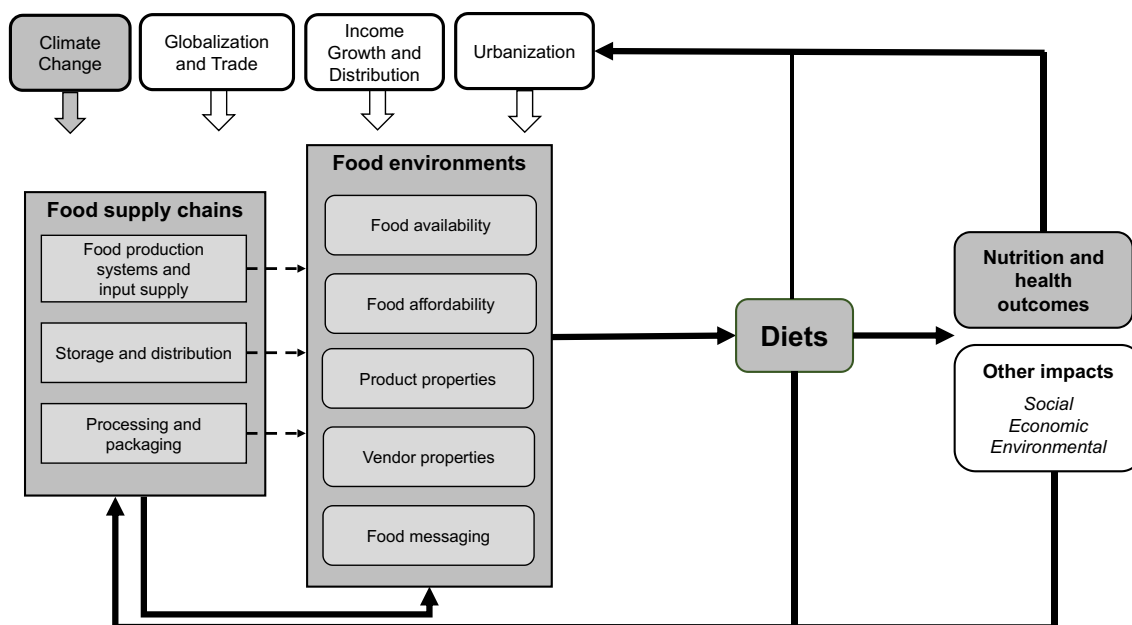 Climate
Change
Globalization
and Trade
Income
Growth and
Distribution
Urbanization
Food environments
Food availability
Food affordability
Product properties
Vendor properties
Food messaging
Food supply chains
Food production
systems and
input supply
Storage and distribution
Processing and
packaging
Diets
Nutrition and
health
outcomes
Other impacts
Social
Economic
Environmental